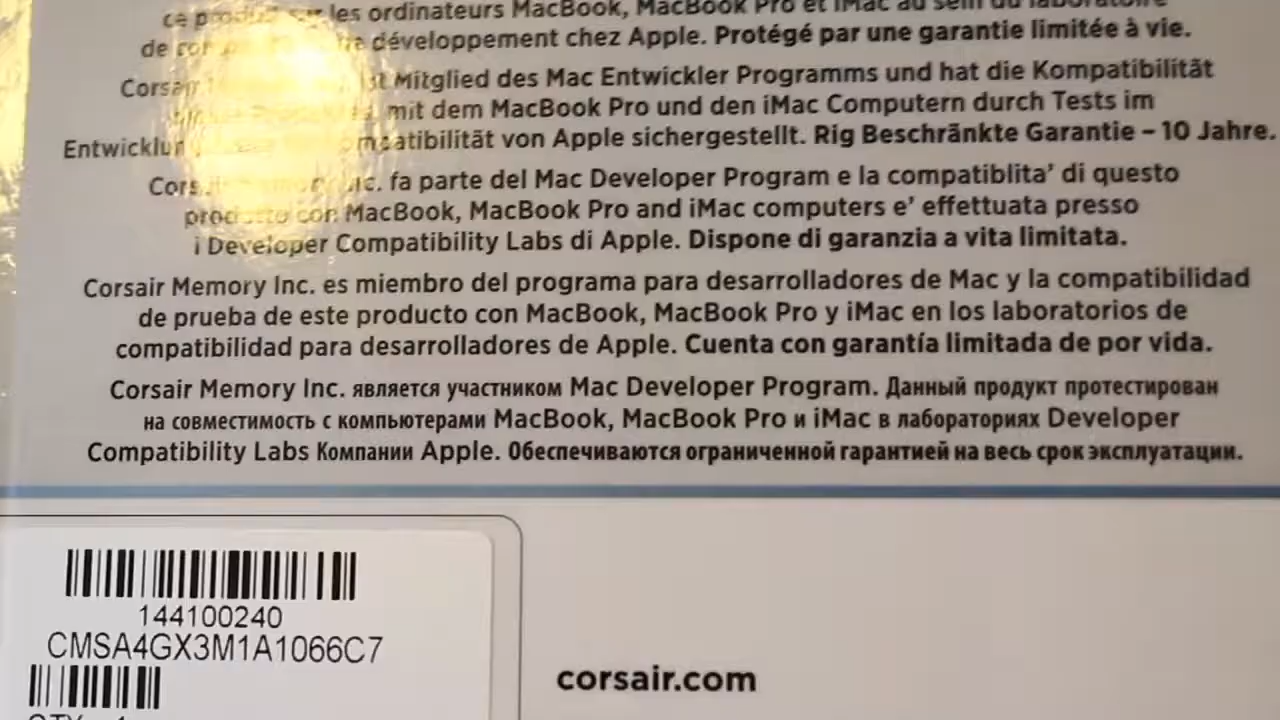 ce produit sur les ordinateurs MacBook, MacBook Pro et iMac au sein du laboratoire
de développement chez Apple. Protégé par une garantie limitée à vie.
Corsair ist Mitglied des Mac Entwickler Programms und hat die Kompatibilität
mit dem MacBook Pro und den iMac Computern durch Tests im
von Apple sichergestellt. Rig Beschränkte Garantie – 10 Jahre.
Corsair Memory Inc. fa parte del Mac Developer Program e la compatiblita' di questo
prodotto con MacBook, MacBook Pro and iMac computers e' effettuata presso
i Developer Compatibility Labs di Apple. Dispone di garanzia a vita limitata.
Corsair Memory Inc. es miembro del programa para desarrolladores de Mac y la compatibilidad
de prueba de este producto con MacBook, MacBook Pro y iMac en los laboratorios de
compatibilidad para desarrolladores de Apple. Cuenta con garantía limitada de por vida.
Corsair Memory Inc. является участником Mac Developer Program. Данный продукт протестирован
на совместимость с компьютерами MacBook, MacBook Pro и iMac в лабораториях Developer
Compatibility Labs Компании Apple. Обеспечиваются ограниченной гарантией на весь срок эксплуатации.
144100240
CMSA4GX3M1A1066C7
corsair.com